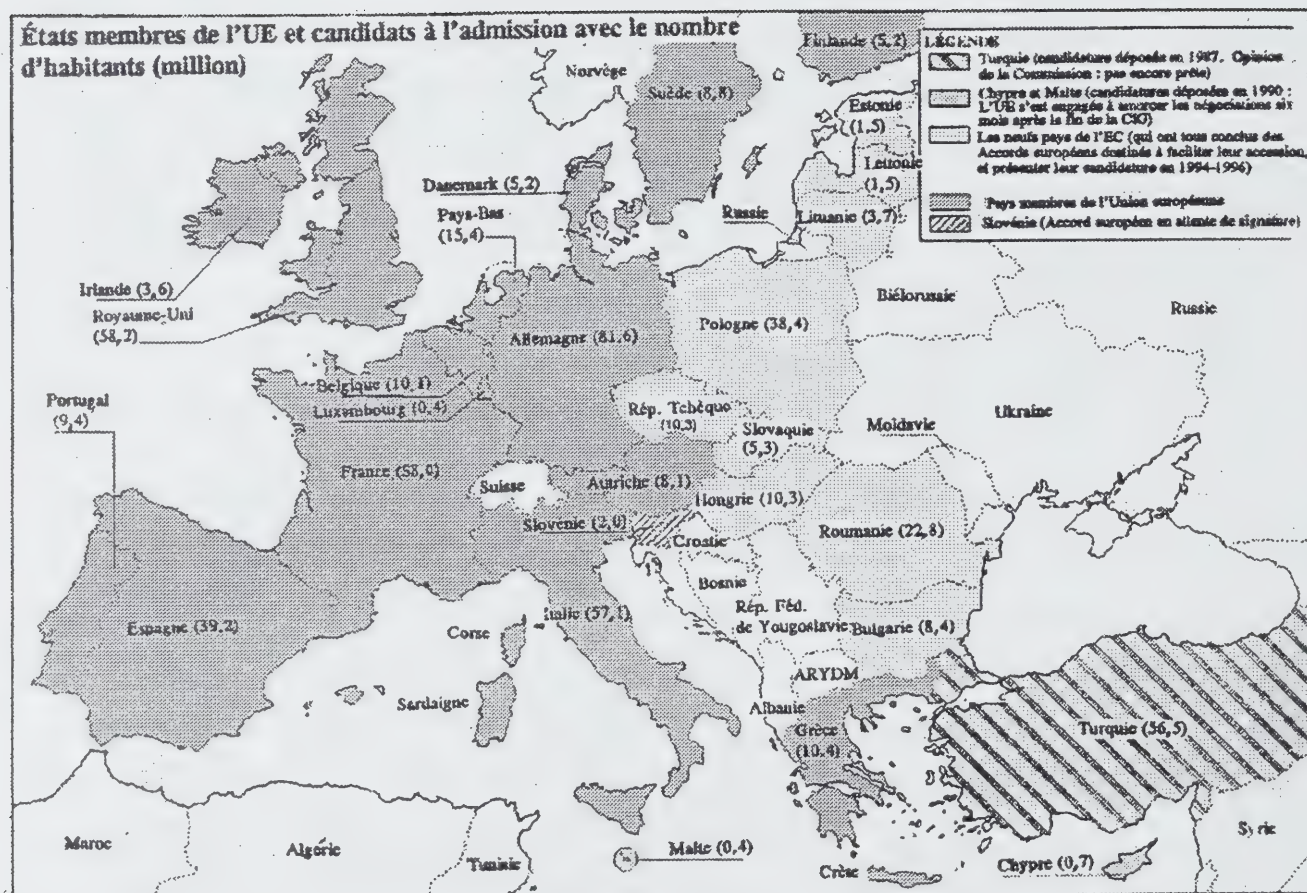 États membres de l'UE et candidats à l'admission avec le nombre
d'habitants (million)
LÉGENDE
Turquie (candidature déposée en 1987. Opinion
de la Commission : pas encore prête)
Chypre et Malte (candidatures déposées en 1990 :
L'UE s'est engagée à amorcer les négociations six
mois après la fin de la CIG)
Les neufs pays de l'EC (qui ont tous conclus des
Accords européens destinés à faciliter leur accession,
et présenter leur candidature en 1994-1996)
Pays membres de l'Union européenne
Slovénie (Accord européen en attente de signature)
Finlande (5,2)
Norvège
Suède (8,8)
Estonie
(1,5)
Lettonie
(1,5)
Danemark (5,2)
Pays-Bas
(15,4)
Russie
Lituanie (3,7)
Irlande (3,6)
Royaume-Uni
(58,2)
Biélorussie
Russie
Allemagne (81,6)
Pologne (38,4)
Belgique (10,1)
Luxembourg (0,4)
Portugal
(9,4)
Rép. Tchèque
(10,3)
Slovaquie
(5,3)
Moldavie
Ukraine
France (58,0)
Suisse
Autriche (8,1)
Hongrie (10,3)
Slovénie (2,0)
Croatie
Roumanie (22,8)
Bosnie
Rép. Féd.
de Yougoslavie
Bulgarie (8,4)
Espagne (39,2)
Corse
Italie (57,1)
ARYDM
Sardaigne
Albanie
Grèce
(10,4)
Turquie (56,5)
Maroc
Algérie
Tunisie
Malte (0,4)
Crète
Chypre (0,7)
Syrie